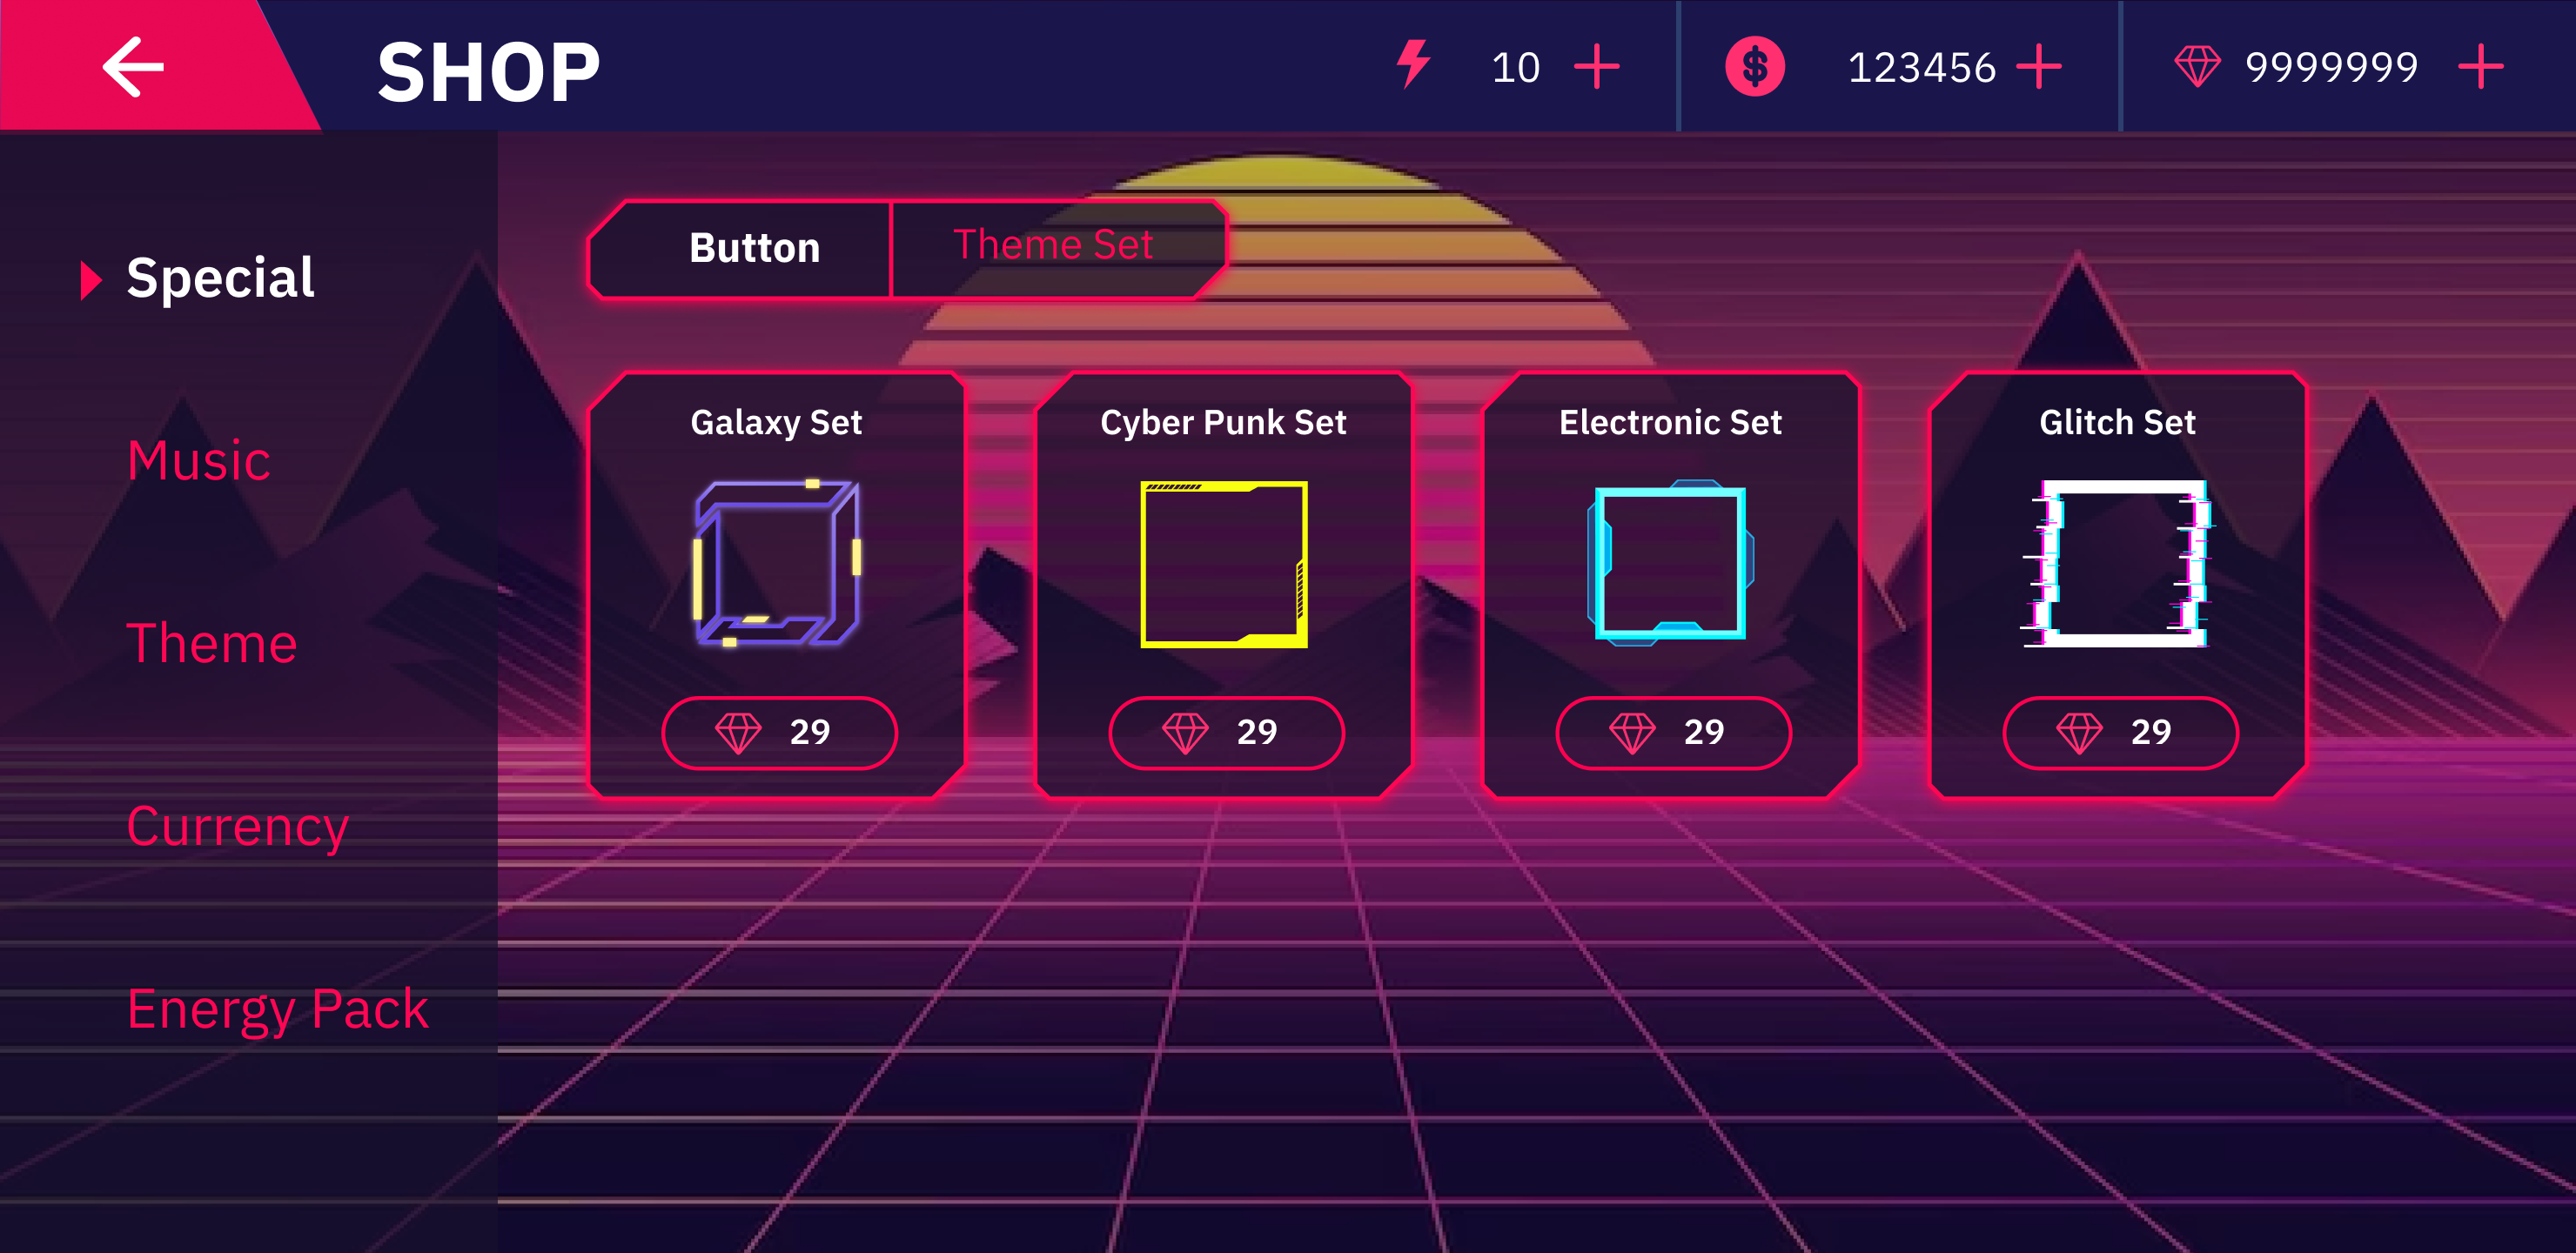 SHOP
10
123456
9999999
Special
Music
Theme
Currency
Energy Pack
Button
Theme Set
Galaxy Set
29
Cyber Punk Set
29
Electronic Set
29
Glitch Set
29